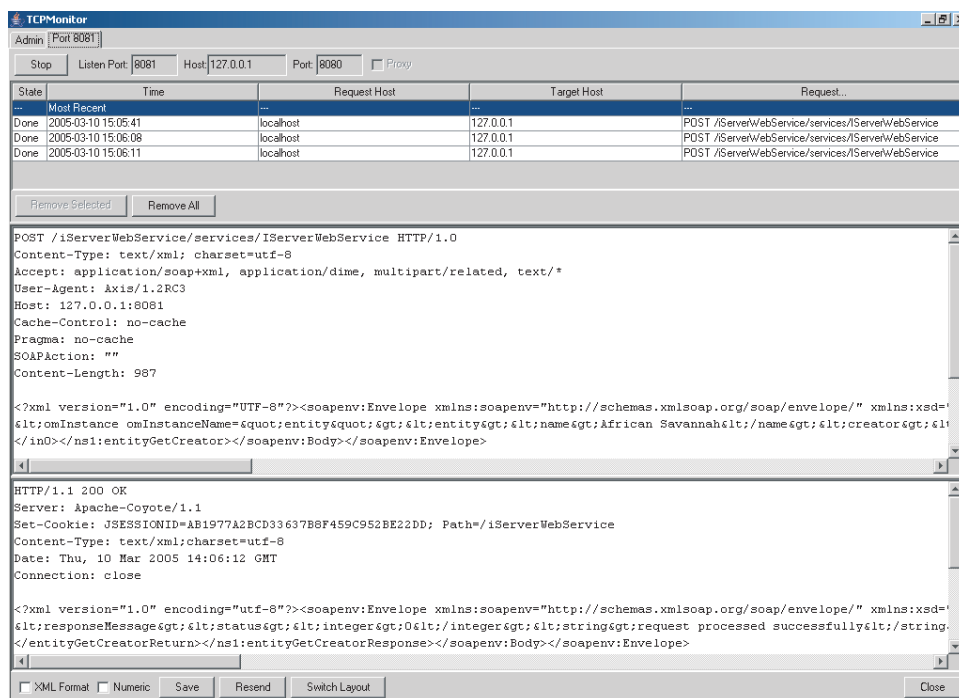 TCPMonitor
Admin Port 8081
Stop Listen Port: 8081 Host: 127.0.0.1 Port: 8080 Proxy
State Time Request Host Target Host Request...
--- Most Recent --- --- ---
Done 2005-03-10 15:05:41 localhost 127.0.0.1 POST /iServerWebService/services/IServerWebService
Done 2005-03-10 15:06:08 localhost 127.0.0.1 POST /iServerWebService/services/IServerWebService
Done 2005-03-10 15:06:11 localhost 127.0.0.1 POST /iServerWebService/services/IServerWebService
Remove Selected Remove All
POST /iServerWebService/services/IServerWebService HTTP/1.0
Content-Type: text/xml; charset=utf-8
Accept: application/soap+xml, application/dime, multipart/related, text/*
User-Agent: Axis/1.2RC3
Host: 127.0.0.1:8081
Cache-Control: no-cache
Pragma: no-cache
SOAPAction: ""
Content-Length: 987
<?xml version="1.0" encoding="UTF-8"?><soapenv:Envelope xmlns:soapenv="http://schemas.xmlsoap.org/soap/envelope/" xmlns:xsd="
&lt;omInstance omInstanceName=&quot;entity&quot;&gt;&lt;entity&gt;&lt;name&gt;African Savannah&lt;/name&gt;&lt;creator&gt;&lt
</in0></ns1:entityGetCreator></soapenv:Body></soapenv:Envelope>
HTTP/1.1 200 OK
Server: Apache-Coyote/1.1
Set-Cookie: JSESSIONID=AB1977A2BCD33637B8F459C952BE22DD; Path=/iServerWebService
Content-Type: text/xml;charset=utf-8
Date: Thu, 10 Mar 2005 14:06:12 GMT
Connection: close
<?xml version="1.0" encoding="utf-8"?><soapenv:Envelope xmlns:soapenv="http://schemas.xmlsoap.org/soap/envelope/" xmlns:xsd="
&lt;responseMessage&gt;&lt;status&gt;&lt;integer&gt;0&lt;/integer&gt;&lt;string&gt;request processed successfully&lt;/string
</entityGetCreatorReturn></ns1:entityGetCreatorResponse></soapenv:Body></soapenv:Envelope>
XML Format Numeric Save Resend Switch Layout Close